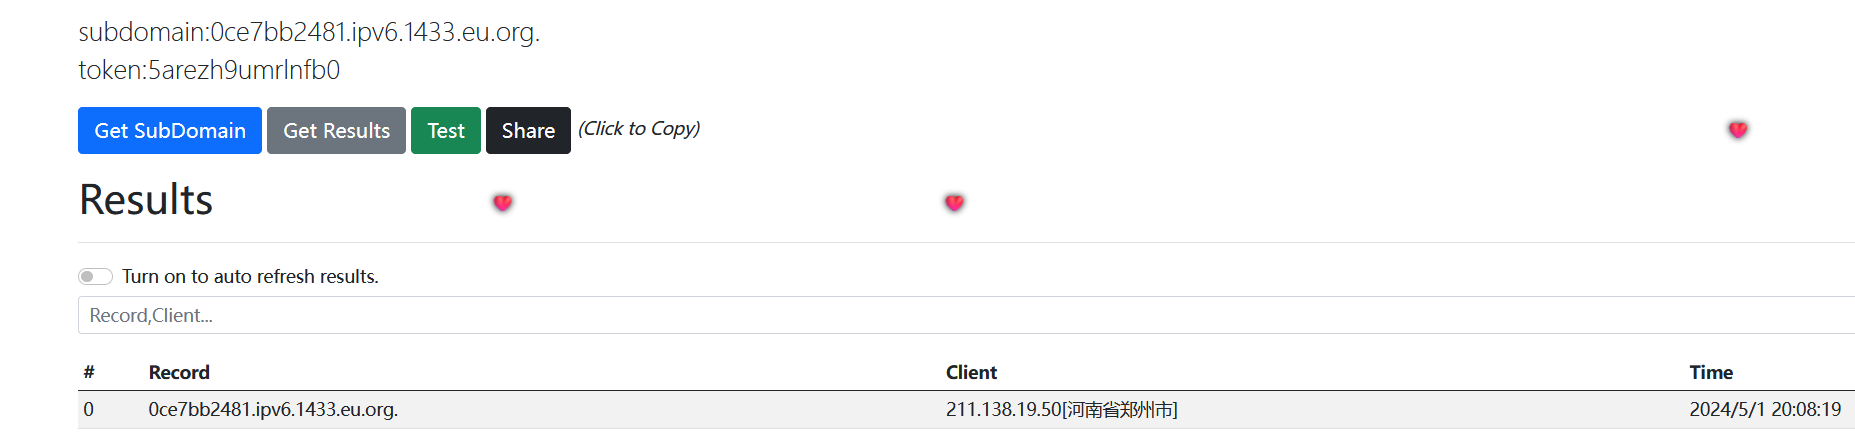 subdomain:0ce7bb2481.ipv6.1433.eu.org.
token:5arezh9umrlnfb0
Get SubDomain Get Results Test Share (Click to Copy)
Results
Turn on to auto refresh results.
Record,Client...
# Record Client Time
0 0ce7bb2481.ipv6.1433.eu.org. 211.138.19.50[河南省郑州市] 2024/5/1 20:08:19